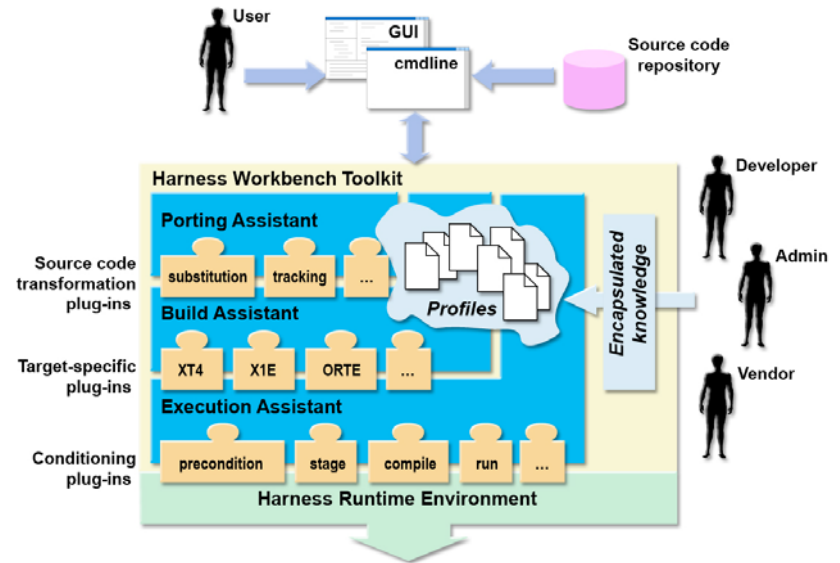 User
GUI
cmdline
Source code
repository
Harness Workbench Toolkit
Developer
Porting Assistant
substitution
tracking
...
Source code
transformation
plug-ins
Profiles
Encapsulated
knowledge
Admin
Build Assistant
XT4
X1E
ORTE
...
Target-specific
plug-ins
Vendor
Execution Assistant
precondition
stage
compile
run
...
Conditioning
plug-ins
Harness Runtime Environment